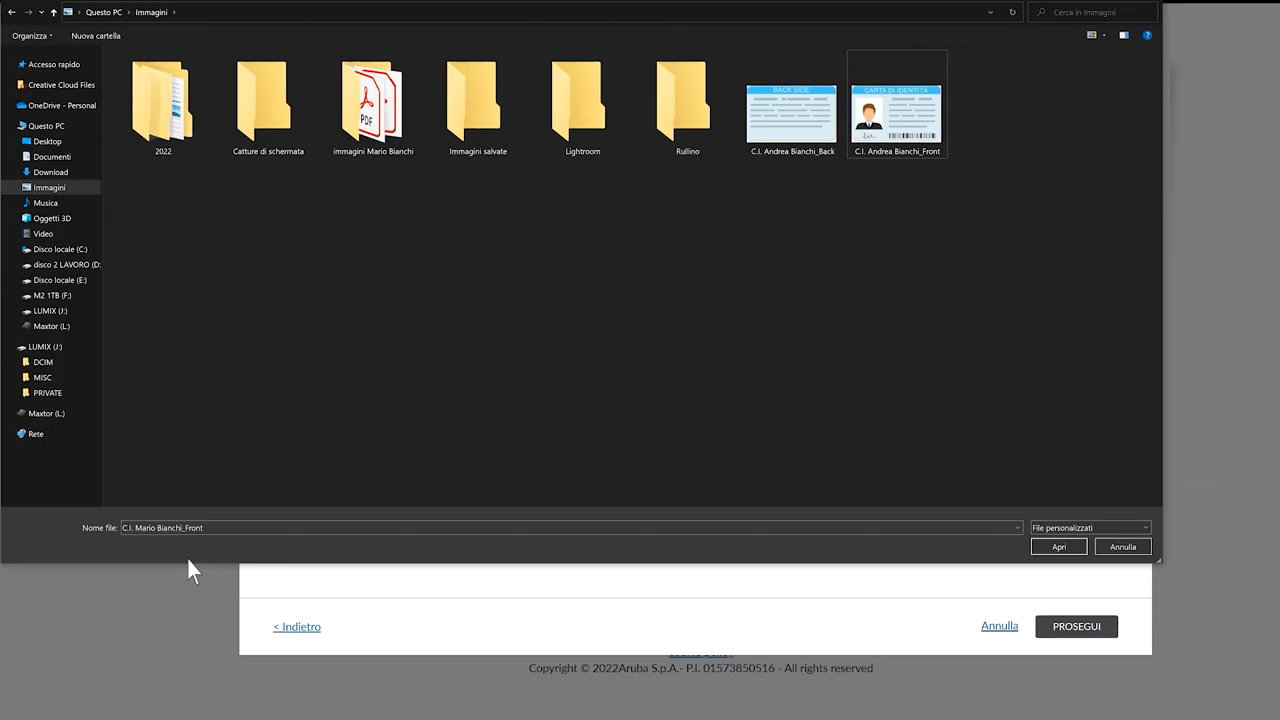 Questo PC > Immagini >
Cerca in Immagini
Organizza
Nuova cartella
Accesso rapido
Creative Cloud Files
OneDrive - Personal
Questo PC
Desktop
Documenti
Download
Immagini
Musica
Oggetti 3D
Video
Disco locale (C:)
disco 2 LAVORO (D:
Disco locale (E:)
M2 1TB (F:)
LUMIX (J:)
Maxtor (L:)
LUMIX (J:)
DCIM
MISC
PRIVATE
Maxtor (L:)
Rete
PDF
BACK SIDE
CARTA DI IDENTITÀ
2022
Catture di schermata
immagini Mario Bianchi
Immagini salvate
Lightroom
Rullino
C.I. Andrea Bianchi_Back
C.I. Andrea Bianchi_Front
Nome file: C.I. Mario Bianchi_Front
File personalizzati
Apri
Annulla
< Indietro
Annulla
PROSEGUI
Copyright © 2022Aruba S.p.A.- P.I. 01573850516 - All rights reserved